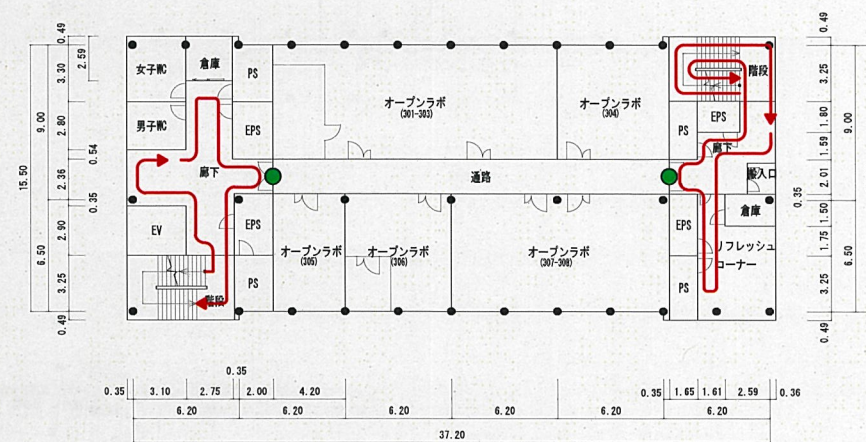 女子WC
倉庫
PS
オープンラボ
(301-303)
オープンラボ
(304)
階段
男子WC
EPS
PS
EPS
廊下
廊下
通路
搬入口
EV
EPS
オープンラボ
(305)
オープンラボ
(306)
オープンラボ
(307-309)
EPS
倉庫
リフレッシュ
コーナー
階段
PS
PS
0.49
2.59
3.30
9.00
2.80
0.54
15.50
2.36
0.35
2.90
6.50
3.25
0.49
0.49
3.25
1.80
9.00
1.59
2.01
15.50
0.35
1.50
1.75
6.50
3.25
0.49
0.35
0.35
3.10
2.75
2.00
4.20
0.35
1.65
1.61
2.59
0.36
6.20
6.20
6.20
6.20
6.20
6.20
37.20